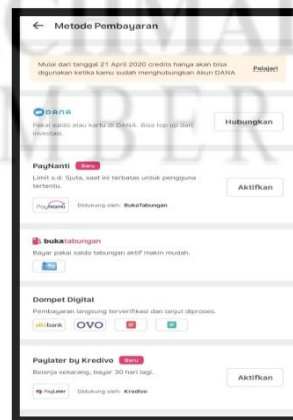 ← Metode Pembayaran
Mulai dari tanggal 21 April 2020 credits hanya akan bisa
digunakan ketika kamu sudah menghubungkan Akun DANA
Pelajari
DANA
Pakai saldo atau kartu di DANA. Bisa top up dan
investasi.
Hubungkan
PayNanti Baru
Limit s.d. 5juta, saat ini terbatas untuk pengguna
tertentu.
Aktifkan
PayNanti Didukung oleh: BukaTabungan
bukatabungan
Bayar pakai saldo tabungan aktif makin mudah.
Dompet Digital
Pembayaran langsung terverifikasi dan lanjut diproses.
allobank OVO
Paylater by Kredivo Baru
Belanja sekarang, bayar 30 hari lagi.
Aktifkan
PayLater Didukung oleh: Kredivo